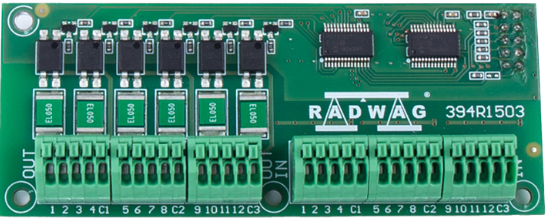 EL050 EL050 EL050 EL050 EL050 EL050
RADWAG ® 394R1503
OUT OUT IN IN
1 2 3 4 C1 5 6 7 8 C2 9 10 11 12 C3 1 2 3 4 C1 5 6 7 8 C2 9 10 11 12 C3